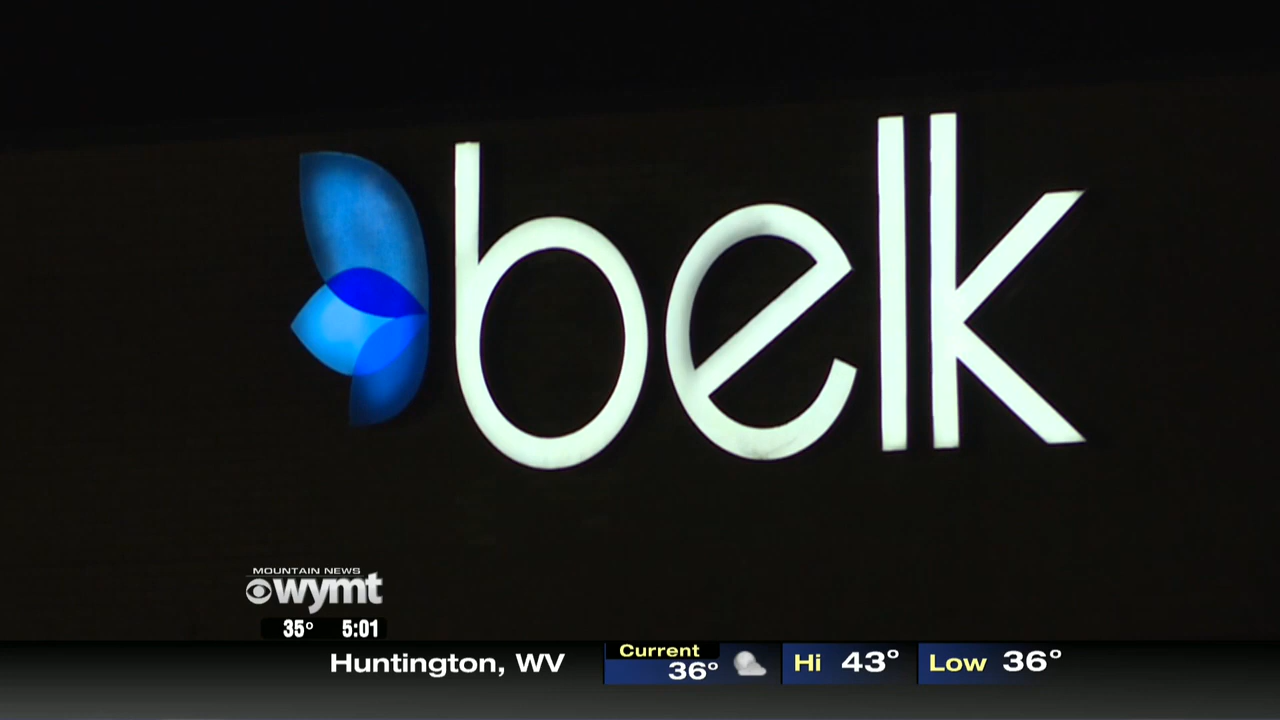 belk
MOUNTAIN NEWS
wymt
35° 5:01
Huntington, WV Current 36° Hi 43° Low 36°